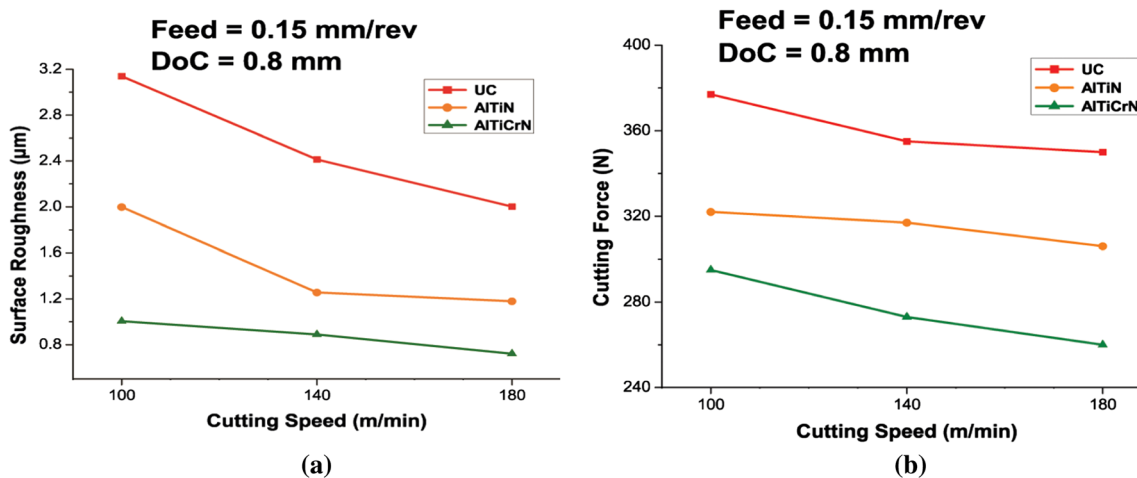 Feed = 0.15 mm/rev
DoC = 0.8 mm
3.2
2.8
2.4
2.0
1.6
1.2
0.8
Surface Roughness (µm)
UC
AlTiN
AlTiCrN
100
140
180
Cutting Speed (m/min)
(a)
Feed = 0.15 mm/rev
DoC = 0.8 mm
400
360
320
280
240
Cutting Force (N)
UC
AlTiN
AlTiCrN
100
140
180
Cutting Speed (m/min)
(b)